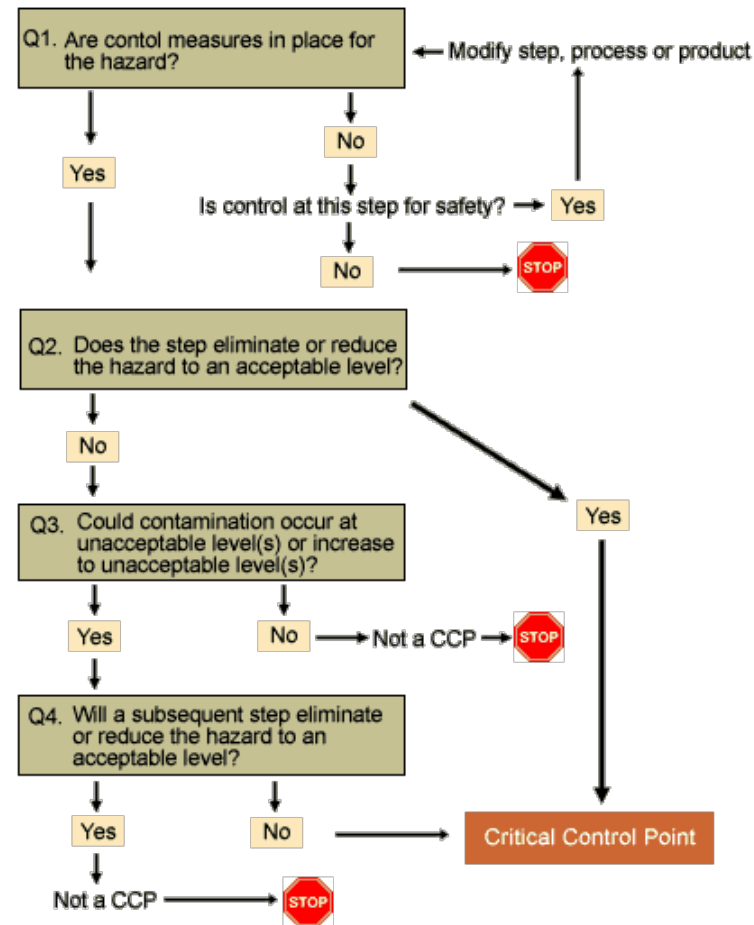 Q1. Are contol measures in place for
the hazard?
Modify step, process or product
No
Yes
Is control at this step for safety?
Yes
No
STOP
Q2. Does the step eliminate or reduce
the hazard to an acceptable level?
No
Yes
Q3. Could contamination occur at
unacceptable level(s) or increase
to unacceptable level(s)?
Yes
No
Not a CCP
STOP
Q4. Will a subsequent step eliminate
or reduce the hazard to an
acceptable level?
Yes
No
Critical Control Point
Not a CCP
STOP